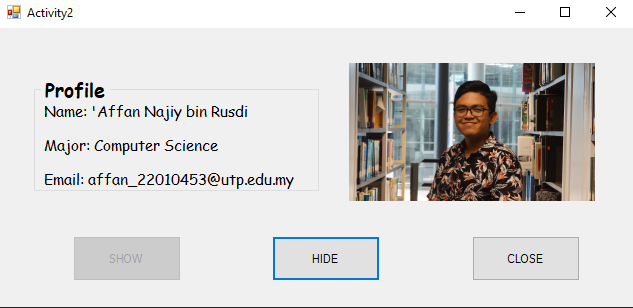 Activity2
Profile
Name: 'Affan Najiy bin Rusdi
Major: Computer Science
Email: affan_22010453@utp.edu.my
SHOW
HIDE
CLOSE